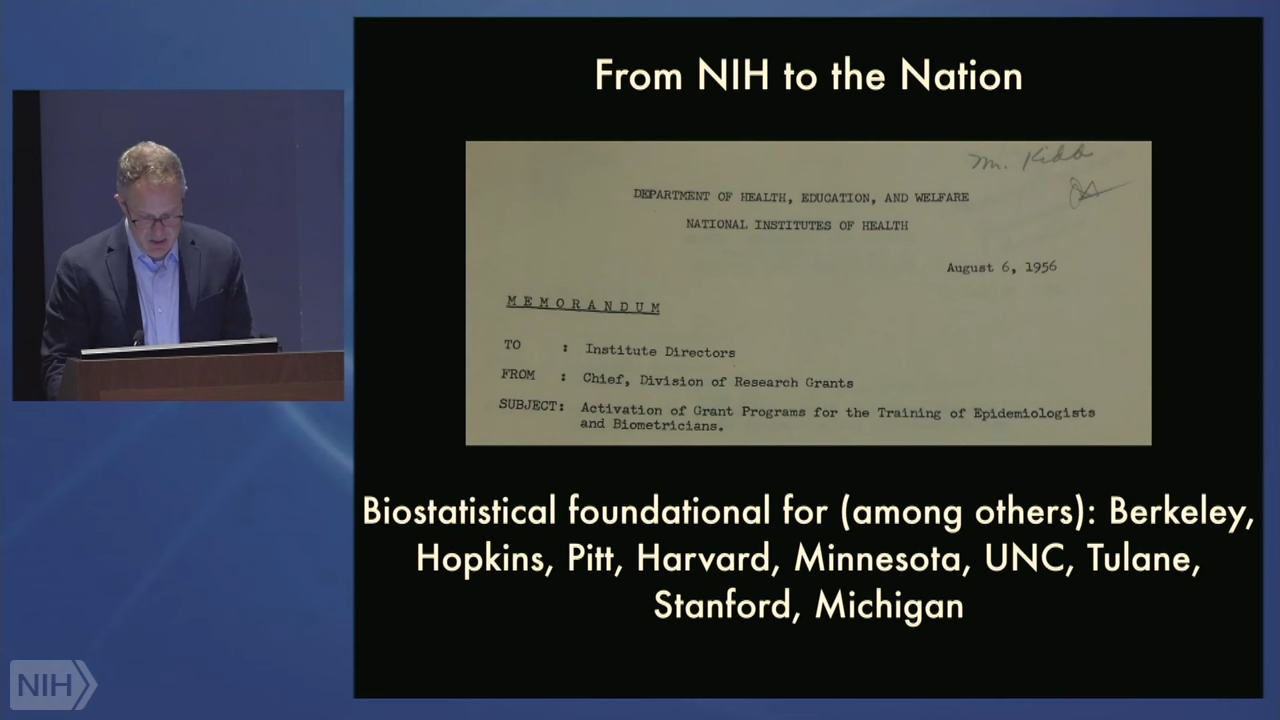 From NIH to the Nation
Mr. Kibb
DEPARTMENT OF HEALTH, EDUCATION, AND WELFARE
NATIONAL INSTITUTES OF HEALTH
August 6, 1956
MEMORANDUM
TO : Institute Directors
FROM : Chief, Division of Research Grants
SUBJECT: Activation of Grant Programs for the Training of Epidemiologists
and Biometricians.
Biostatistical foundational for (among others): Berkeley,
Hopkins, Pitt, Harvard, Minnesota, UNC, Tulane,
Stanford, Michigan
NIH